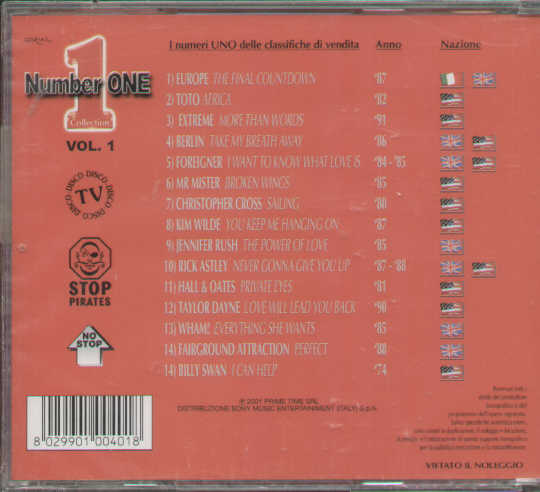 I numeri UNO delle classifiche di vendita Anno Nazione
1
Number ONE
Collection
VOL. 1
1) EUROPE THE FINAL COUNTDOWN '87
2) TOTO AFRICA '82
3) EXTREME MORE THAN WORDS '91
4) BERLIN TAKE MY BREATH AWAY '86
5) FOREIGNER I WANT TO KNOW WHAT LOVE IS '84 - '85
6) MR MISTER BROKEN WINGS '85
7) CHRISTOPHER CROSS SAILING '80
8) KIM WILDE YOU KEEP ME HANGING ON '87
9) JENNIFER RUSH THE POWER OF LOVE '85
10) RICK ASTLEY NEVER GONNA GIVE YOU UP '87 - '88
11) HALL & OATES PRIVATE EYES '81
12) TAYLOR DAYNE LOVE WILL LEAD YOU BACK '90
13) WHAM! EVERYTHING SHE WANTS '85
14) FAIRGROUND ATTRACTION PERFECT '88
14) BILLY SWAN I CAN HELP '74
DISCO DISCO DISCO DISCO DISCO
TV
STOP
PIRATES
NO
STOP
℗ 2001 PRIME TIME SRL
DISTRIBUZIONE SONY MUSIC ENTERTAINMENT (ITALY) S.p.A.
8 029901 004018
VIETATO IL NOLEGGIO